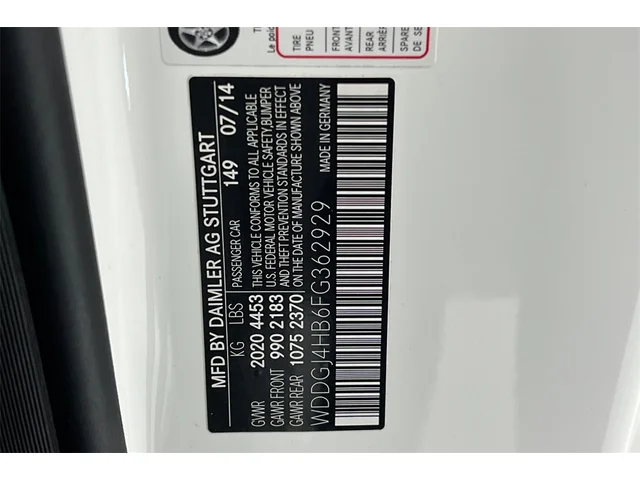 TIRE
PNEU
FRONT
AVANT
REAR
ARRIÈRE
SPARE
DE SE
MFD BY DAIMLER AG STUTTGART
KG LBS PASSENGER CAR 149 07/14
GVWR 2020 4453 THIS VEHICLE CONFORMS TO ALL APPLICABLE
GAWR FRONT 990 2183 U.S. FEDERAL MOTOR VEHICLE SAFETY,BUMPER
AND THEFT PREVENTION STANDARDS IN EFFECT
GAWR REAR 1075 2370 ON THE DATE OF MANUFACTURE SHOWN ABOVE
WDDGJ4HB6FG362929 MADE IN GERMANY